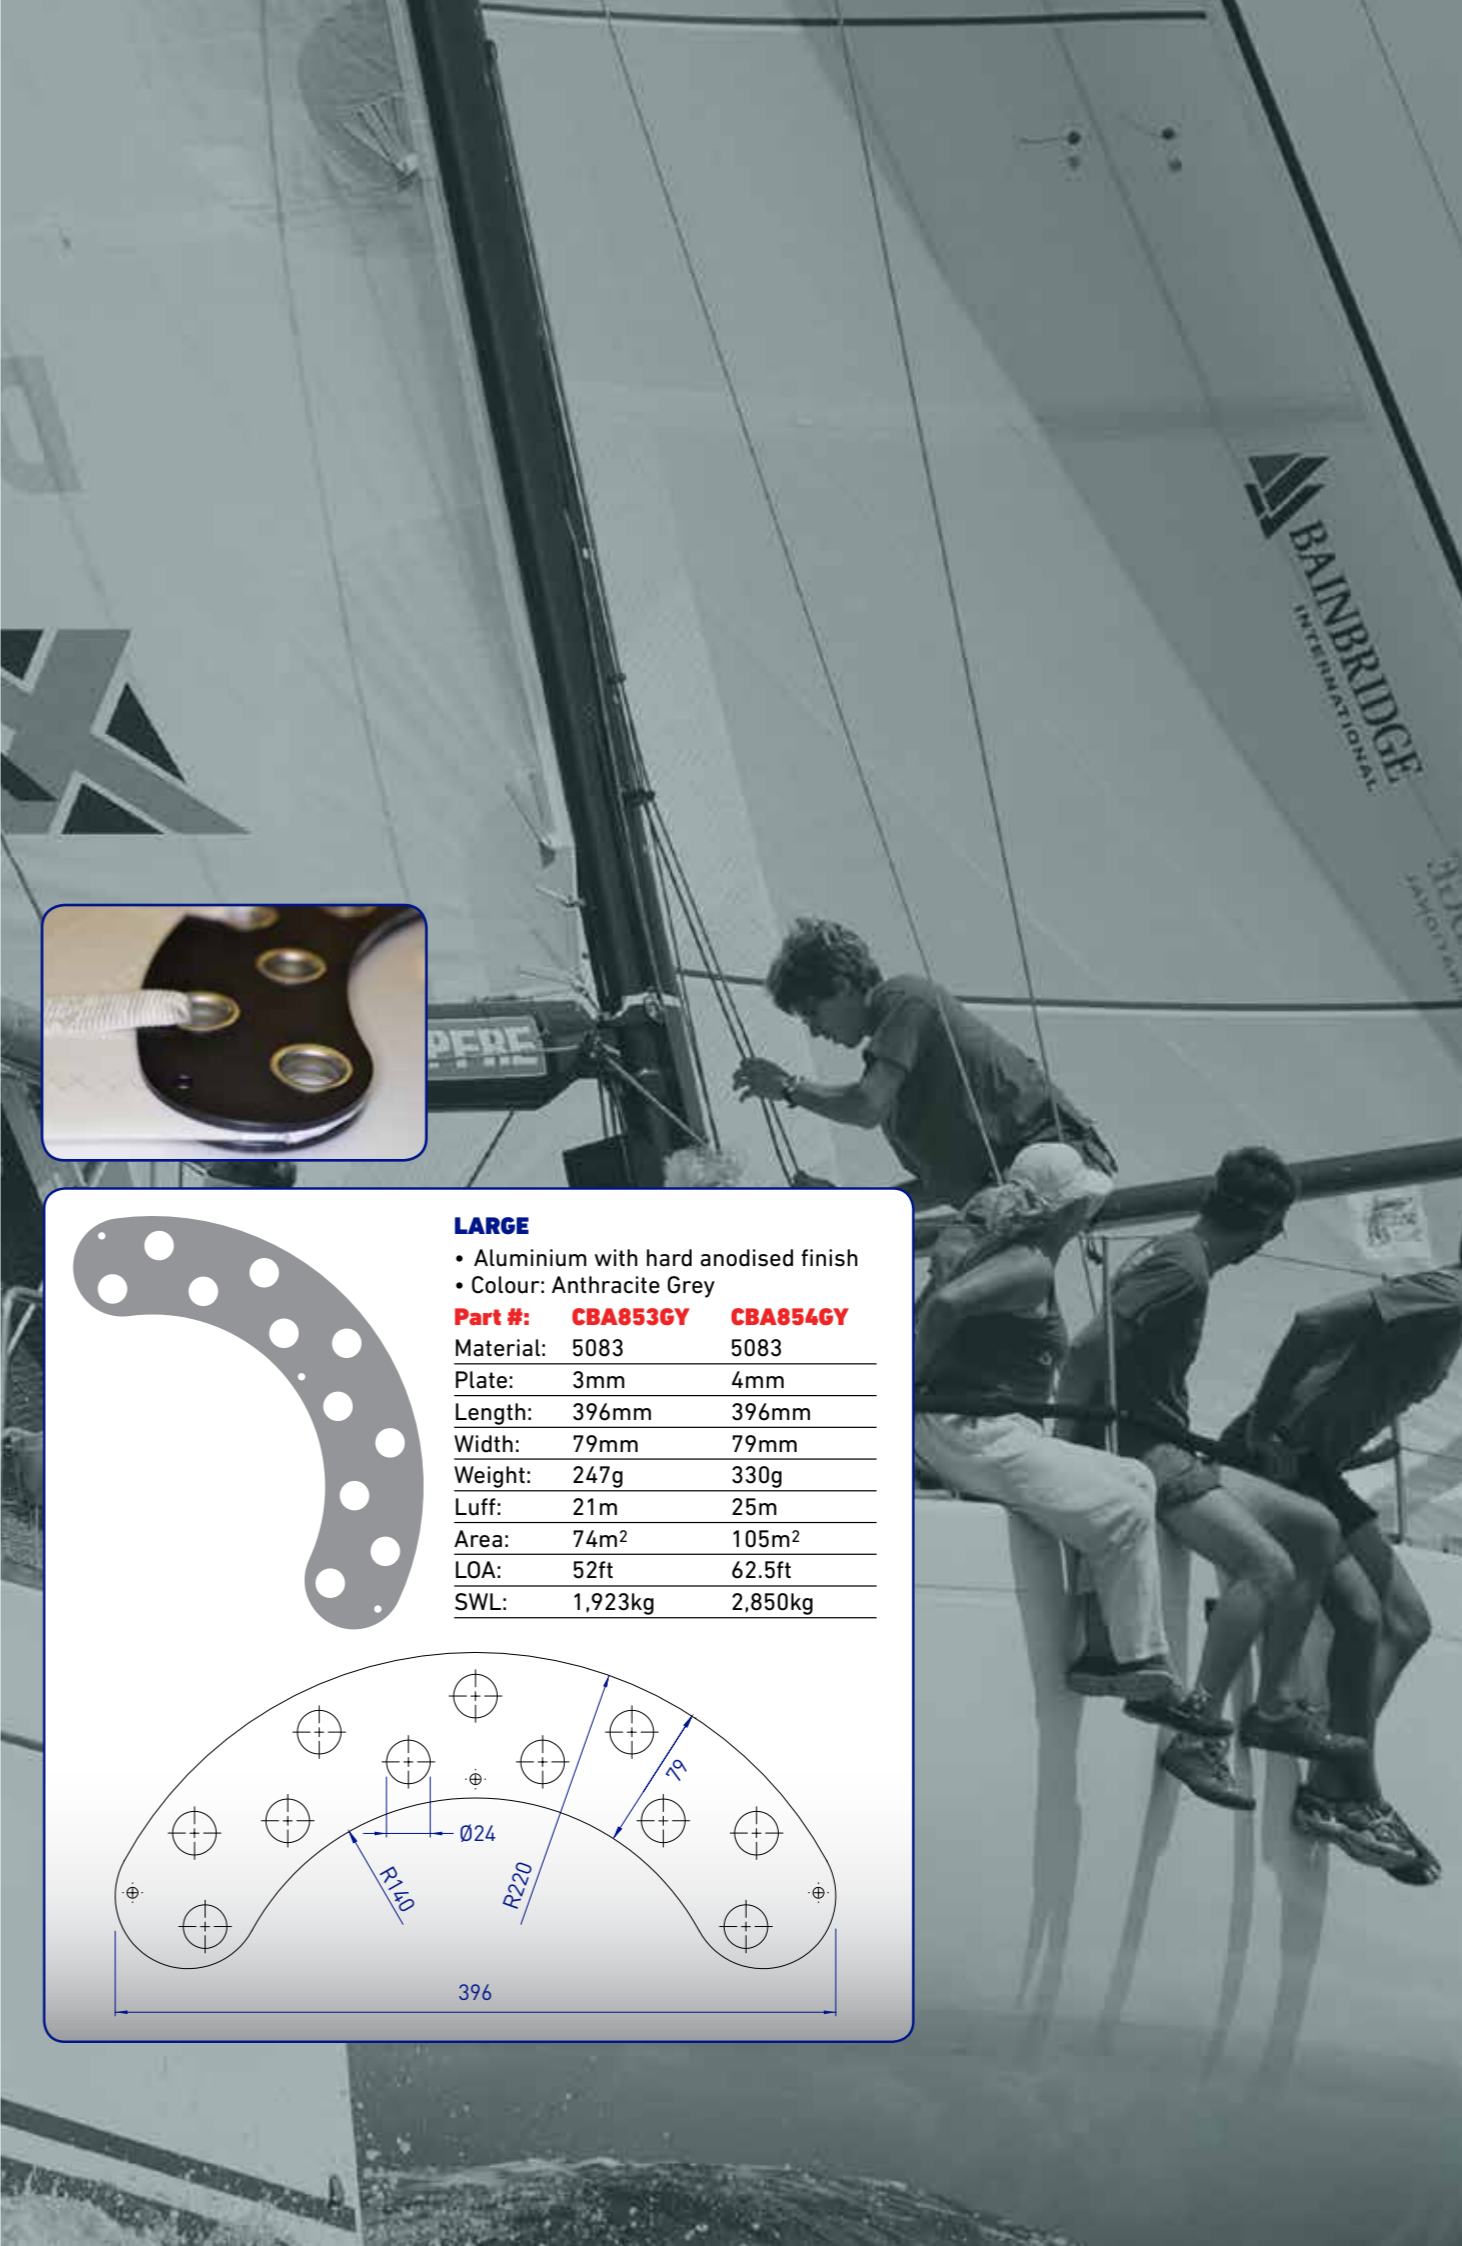 BAINBRIDGE
INTERNATIONAL
PFRE
LARGE
• Aluminium with hard anodised finish
• Colour: Anthracite Grey
Part #: CBA853GY CBA854GY
Material: 5083 5083
Plate: 3mm 4mm
Length: 396mm 396mm
Width: 79mm 79mm
Weight: 247g 330g
Luff: 21m 25m
Area: 74m² 105m²
LOA: 52ft 62.5ft
SWL: 1,923kg 2,850kg
79
Ø24
R140
R220
396